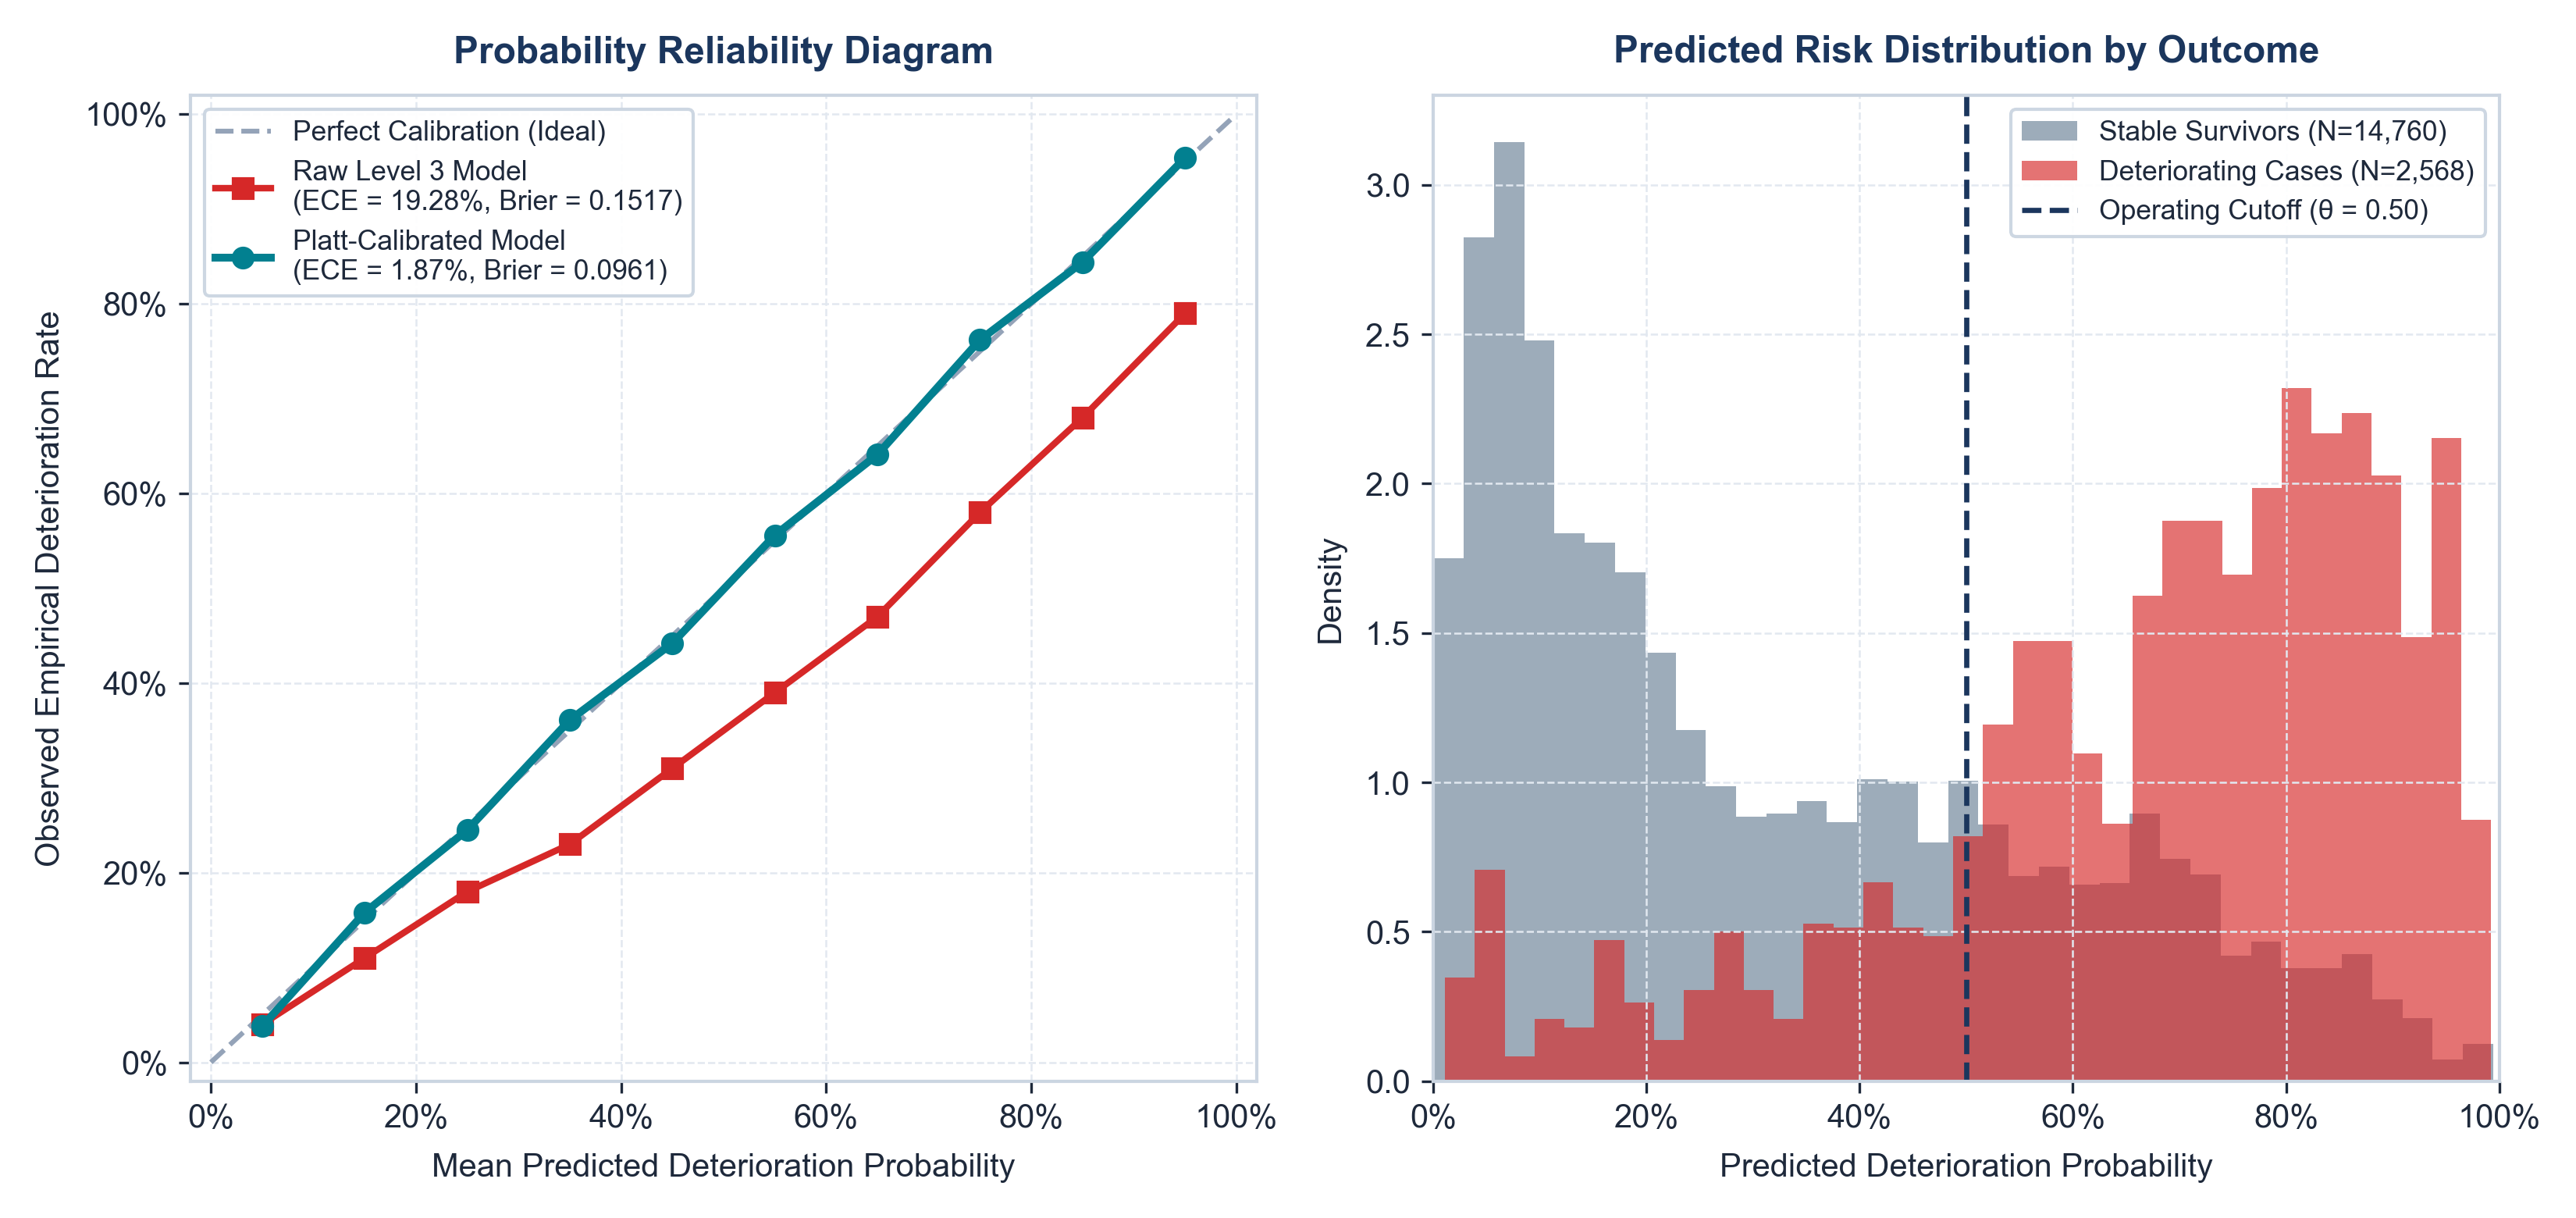 Probability Reliability Diagram
Perfect Calibration (Ideal)
Raw Level 3 Model
(ECE = 19.28%, Brier = 0.1517)
Platt-Calibrated Model
(ECE = 1.87%, Brier = 0.0961)
Observed Empirical Deterioration Rate
100%
80%
60%
40%
20%
0%
0%
20%
40%
60%
80%
100%
Mean Predicted Deterioration Probability
Predicted Risk Distribution by Outcome
Stable Survivors (N=14,760)
Deteriorating Cases (N=2,568)
Operating Cutoff (θ = 0.50)
Density
3.0
2.5
2.0
1.5
1.0
0.5
0.0
0%
20%
40%
60%
80%
100%
Predicted Deterioration Probability